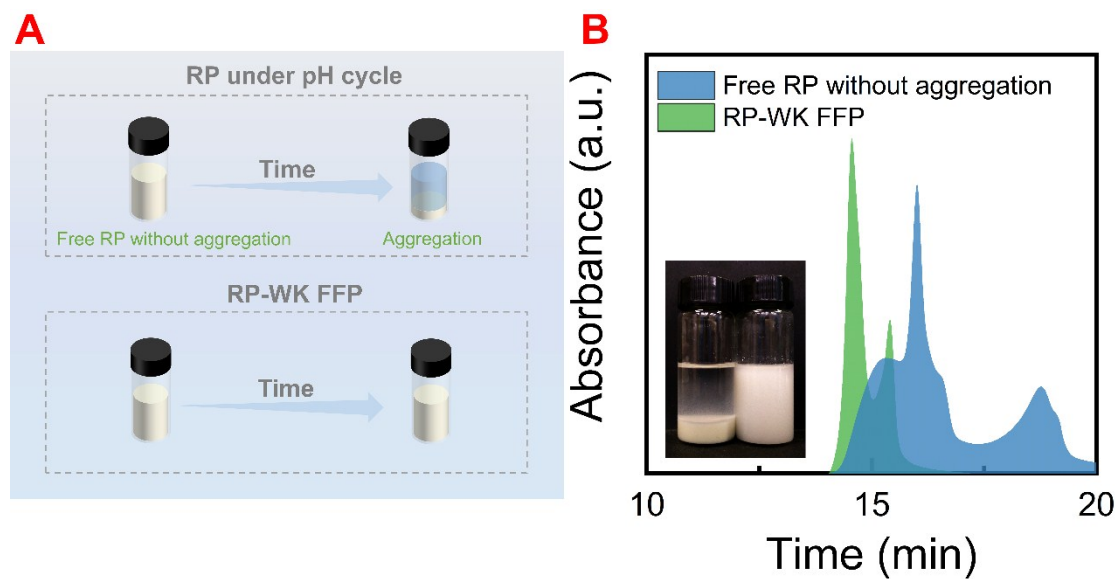 A
RP under pH cycle
Time
Free RP without aggregation
Aggregation
RP-WK FFP
Time
B
Free RP without aggregation
RP-WK FFP
Absorbance (a.u.)
10
15
20
Time (min)